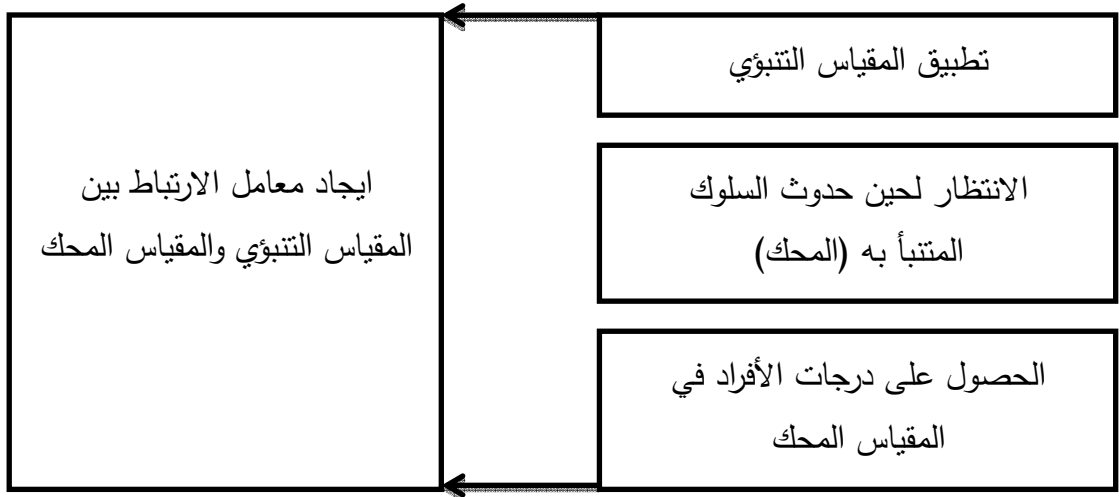 تطبيق المقياس التنبؤي
الانتظار لحين حدوث السلوك
المتنبأ به (المحك)
الحصول على درجات الأفراد في
المقياس المحك
ايجاد معامل الارتباط بين
المقياس التنبؤي والمقياس المحك